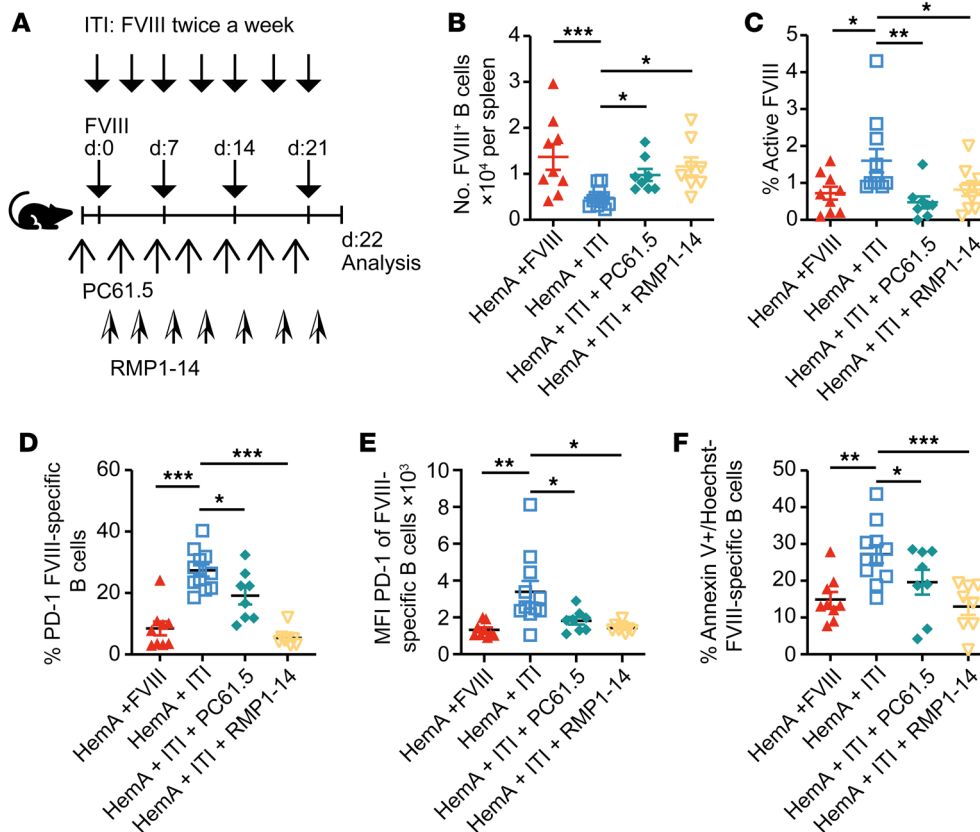 A
ITI: FVIII twice a week
FVIII
d:0
d:7
d:14
d:21
d:22
Analysis
PC61.5
RMP1-14
B
No. FVIII⁺ B cells
×10⁴ per spleen
4
3
2
1
0
***
*
*
HemA +FVIII
HemA + ITI
HemA + ITI + PC61.5
HemA + ITI + RMP1-14
C
% Active FVIII
5
4
3
2
1
0
*
*
**
HemA +FVIII
HemA + ITI
HemA + ITI + PC61.5
HemA + ITI + RMP1-14
D
% PD-1 FVIII-specific
B cells
60
40
20
0
***
***
*
HemA +FVIII
HemA + ITI
HemA + ITI + PC61.5
HemA + ITI + RMP1-14
E
MFI PD-1 of FVIII-
specific B cells ×10³
10
8
6
4
2
0
**
*
*
HemA +FVIII
HemA + ITI
HemA + ITI + PC61.5
HemA + ITI + RMP1-14
F
% Annexin V+/Hoechst-
FVIII-specific B cells
50
40
30
20
10
0
**
***
*
HemA +FVIII
HemA + ITI
HemA + ITI + PC61.5
HemA + ITI + RMP1-14